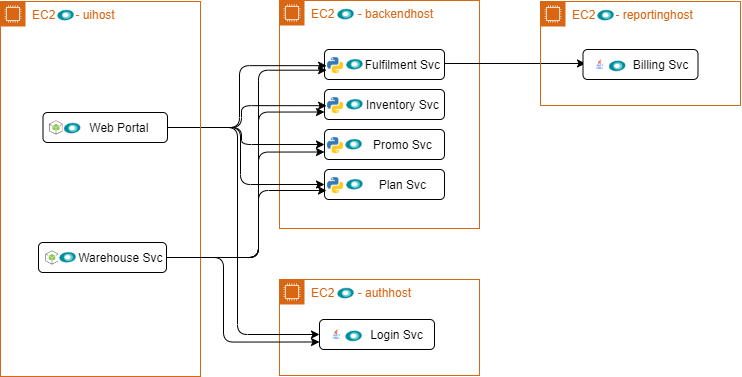 EC2 - uihost
Web Portal
Warehouse Svc
EC2 - backendhost
Fulfilment Svc
Inventory Svc
Promo Svc
Plan Svc
EC2 - authhost
Login Svc
EC2 - reportinghost
Billing Svc